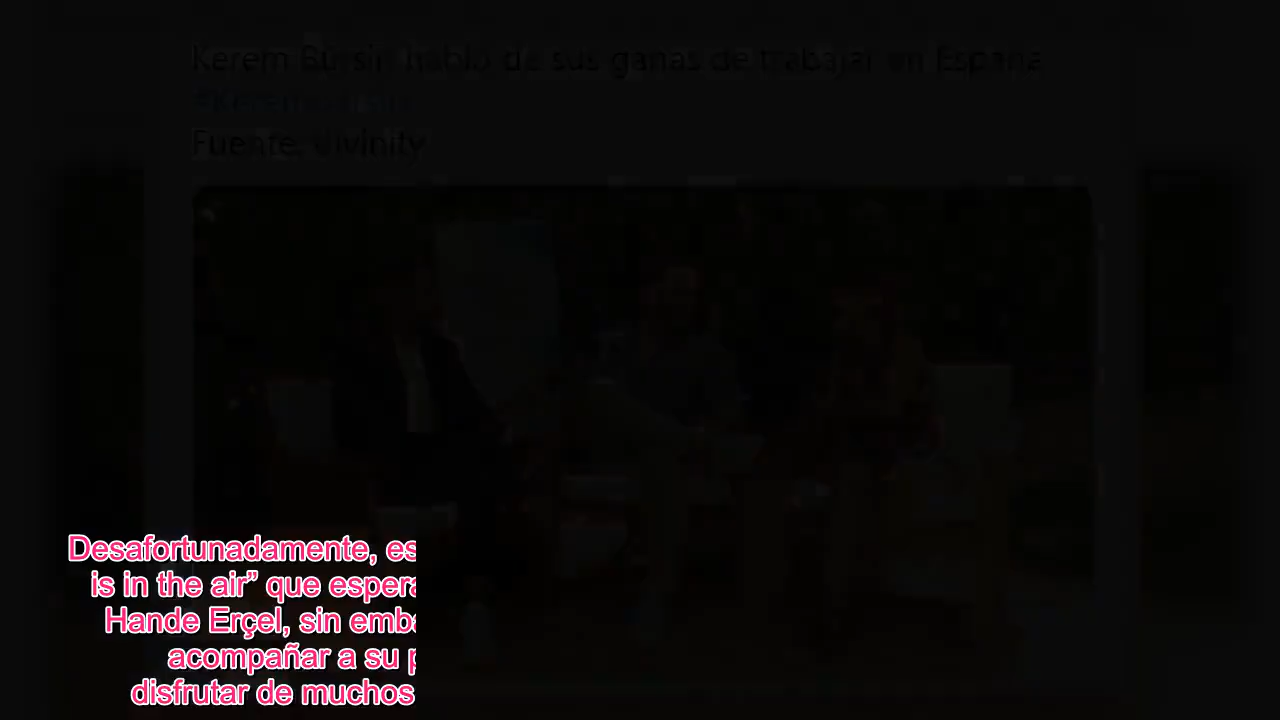 Kerem Bürsin habló de sus ganas de trabajar en España
#KeremBürsin
Fuente: divinity
Desafortunadamente, es
is in the air” que espera
Hande Erçel, sin emba
acompañar a su p
disfrutar de muchos